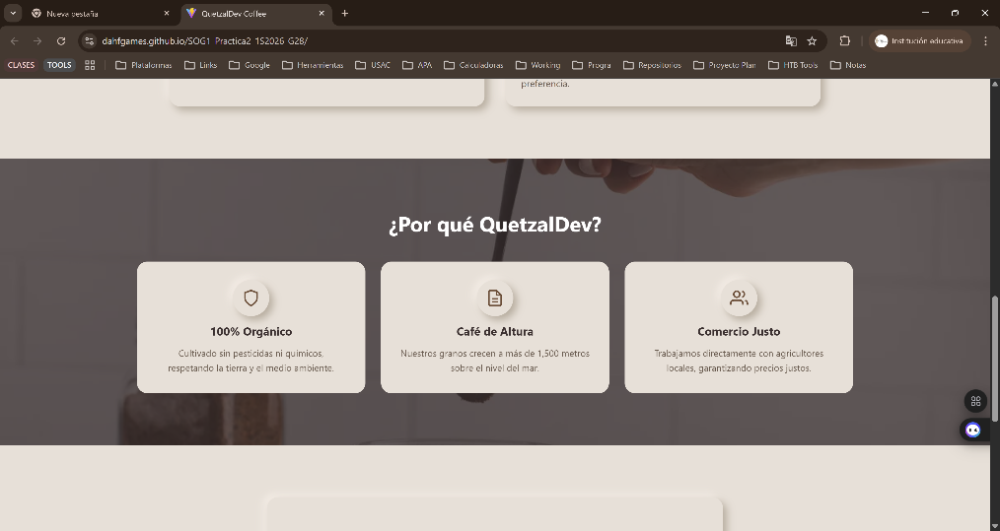 Nueva pestaña
QuetzalDev Coffee
dahfgames.github.io/SOG1_Practica2_1S2026_G28/
Institución educativa
CLASES
TOOLS
Plataformas
Links
Google
Herramientas
USAC
APA
Calculadoras
Working
Progra
Repositorios
Proyecto Plan
HTB Tools
Notas
preferencia.
¿Por qué QuetzalDev?
100% Orgánico
Cultivado sin pesticidas ni químicos,
respetando la tierra y el medio ambiente.
Café de Altura
Nuestros granos crecen a más de 1,500 metros
sobre el nivel del mar.
Comercio Justo
Trabajamos directamente con agricultores
locales, garantizando precios justos.